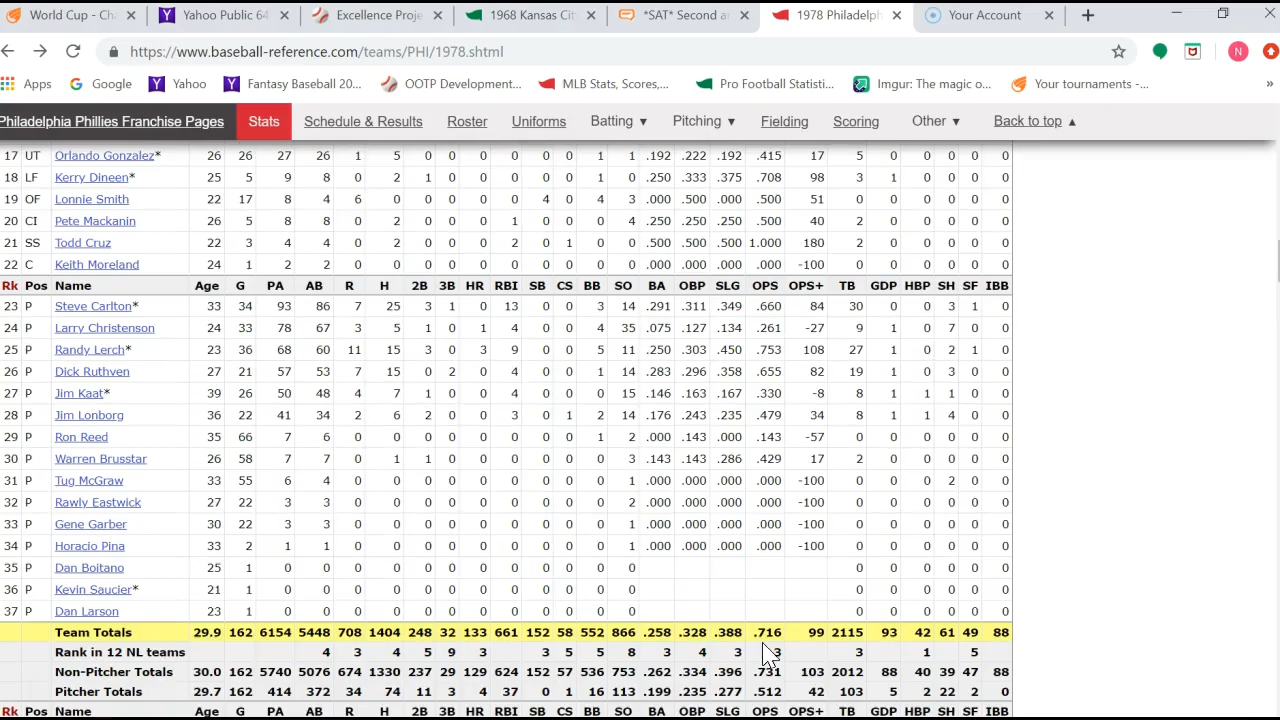 World Cup - Cha
Yahoo Public 64
Excellence Proje
1968 Kansas City
*SAT* Second an
1978 Philadelphi
Your Account
https://www.baseball-reference.com/teams/PHI/1978.shtml
N
Apps Google Yahoo Fantasy Baseball 20... OOTP Development... MLB Stats, Scores,... Pro Football Statisti... Imgur: The magic o... Your tournaments -... »
Philadelphia Phillies Franchise Pages Stats Schedule & Results Roster Uniforms Batting ▼ Pitching ▼ Fielding Scoring Other ▼ Back to top ▲
17 UT Orlando Gonzalez* 26 26 27 26 1 5 0 0 0 0 0 0 1 1 .192 .222 .192 .415 17 5 0 0 0 0 0
18 LF Kerry Dineen* 25 5 9 8 0 2 1 0 0 0 0 0 1 0 .250 .333 .375 .708 98 3 1 0 0 0 0
19 OF Lonnie Smith 22 17 8 4 6 0 0 0 0 0 4 0 4 3 .000 .500 .000 .500 51 0 0 0 0 0 0
20 CI Pete Mackanin 26 5 8 8 0 2 0 0 0 1 0 0 0 4 .250 .250 .250 .500 40 2 0 0 0 0 0
21 SS Todd Cruz 22 3 4 4 0 2 0 0 0 2 0 1 0 0 .500 .500 .500 1.000 180 2 0 0 0 0 0
22 C Keith Moreland 24 1 2 2 0 0 0 0 0 0 0 0 0 0 .000 .000 .000 .000 -100 0 0 0 0 0 0
Rk Pos Name Age G PA AB R H 2B 3B HR RBI SB CS BB SO BA OBP SLG OPS OPS+ TB GDP HBP SH SF IBB
23 P Steve Carlton* 33 34 93 86 7 25 3 1 0 13 0 0 3 14 .291 .311 .349 .660 84 30 0 0 3 1 0
24 P Larry Christenson 24 33 78 67 3 5 1 0 1 4 0 0 4 35 .075 .127 .134 .261 -27 9 1 0 7 0 0
25 P Randy Lerch* 23 36 68 60 11 15 3 0 3 9 0 0 5 11 .250 .303 .450 .753 108 27 1 0 2 1 0
26 P Dick Ruthven 27 21 57 53 7 15 0 2 0 4 0 0 1 14 .283 .296 .358 .655 82 19 1 0 3 0 0
27 P Jim Kaat* 39 26 50 48 4 7 1 0 0 4 0 0 0 15 .146 .163 .167 .330 -8 8 1 1 1 0 0
28 P Jim Lonborg 36 22 41 34 2 6 2 0 0 3 0 1 2 14 .176 .243 .235 .479 34 8 1 1 4 0 0
29 P Ron Reed 35 66 7 6 0 0 0 0 0 0 0 0 1 2 .000 .143 .000 .143 -57 0 0 0 0 0 0
30 P Warren Brusstar 26 58 7 7 0 1 1 0 0 0 0 0 0 3 .143 .143 .286 .429 17 2 0 0 0 0 0
31 P Tug McGraw 33 55 6 4 0 0 0 0 0 0 0 0 0 1 .000 .000 .000 .000 -100 0 0 0 2 0 0
32 P Rawly Eastwick 27 22 3 3 0 0 0 0 0 0 0 0 0 2 .000 .000 .000 .000 -100 0 0 0 0 0 0
33 P Gene Garber 30 22 3 3 0 0 0 0 0 0 0 0 0 1 .000 .000 .000 .000 -100 0 0 0 0 0 0
34 P Horacio Pina 33 2 1 1 0 0 0 0 0 0 0 0 0 1 .000 .000 .000 .000 -100 0 0 0 0 0 0
35 P Dan Boitano 25 1 0 0 0 0 0 0 0 0 0 0 0 0 0 0 0 0 0 0
36 P Kevin Saucier* 21 1 0 0 0 0 0 0 0 0 0 0 0 0 0 0 0 0 0 0
37 P Dan Larson 23 1 0 0 0 0 0 0 0 0 0 0 0 0 0 0 0 0 0 0
Team Totals 29.9 162 6154 5448 708 1404 248 32 133 661 152 58 552 866 .258 .328 .388 .716 99 2115 93 42 61 49 88
Rank in 12 NL teams 4 3 4 5 9 3 3 5 5 8 3 4 3 3 3 1 5
Non-Pitcher Totals 30.0 162 5740 5076 674 1330 237 29 129 624 152 57 536 753 .262 .334 .396 .731 103 2012 88 40 39 47 88
Pitcher Totals 29.7 162 414 372 34 74 11 3 4 37 0 1 16 113 .199 .235 .277 .512 42 103 5 2 22 2 0
Rk Pos Name Age G PA AB R H 2B 3B HR RBI SB CS BB SO BA OBP SLG OPS OPS+ TB GDP HBP SH SF IBB